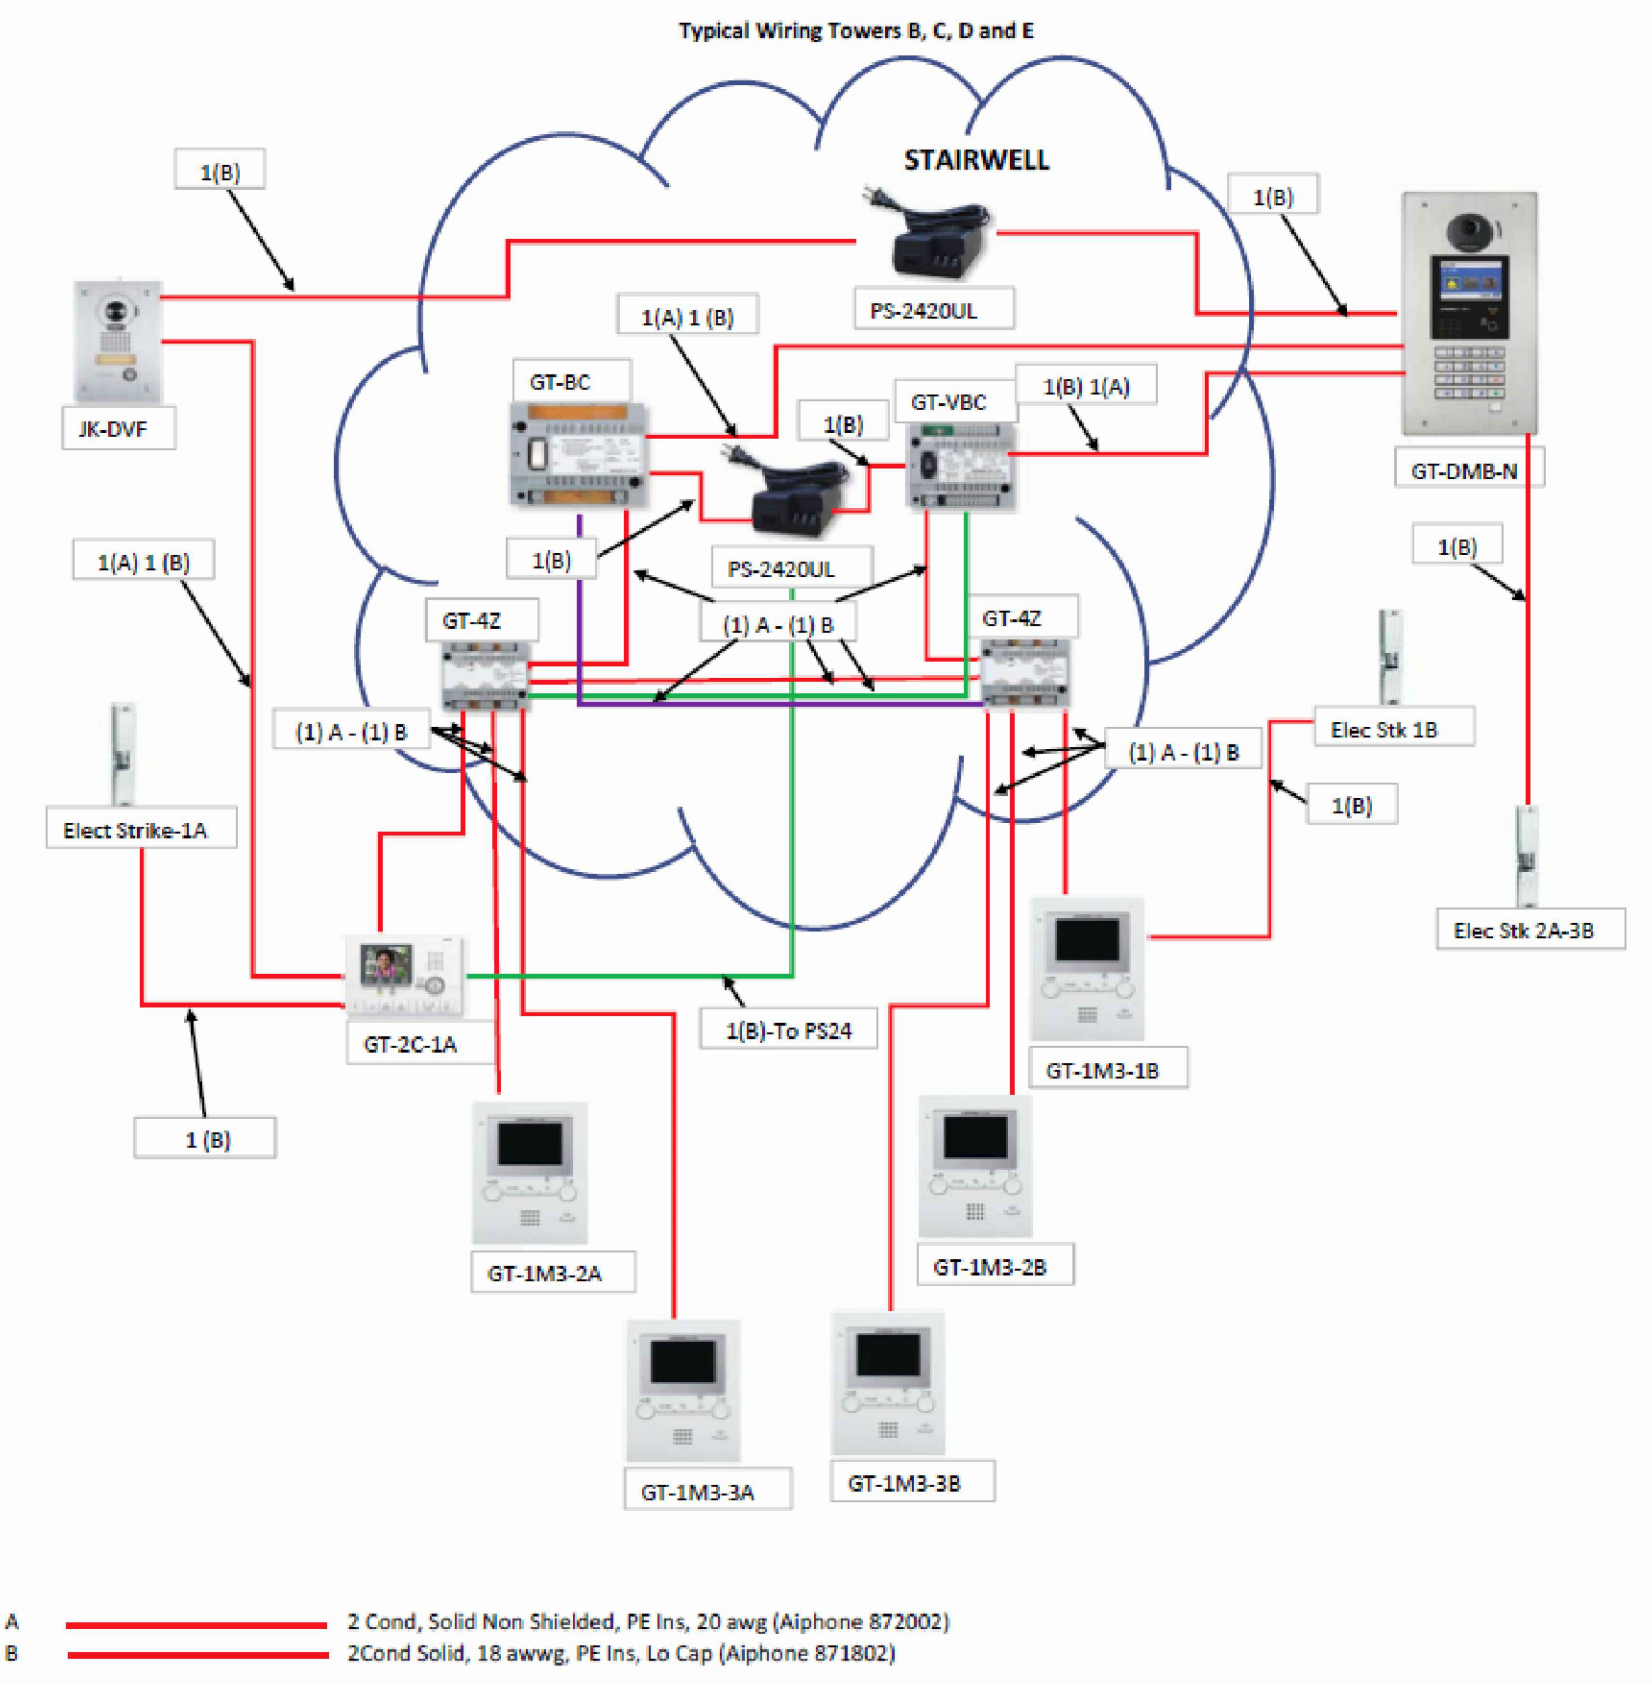 Typical Wiring Towers B, C, D and E
STAIRWELL
1(B)
1(B)
PS-2420UL
1(A) 1 (B)
GT-BC
GT-VBC
1(B) 1(A)
JK-DVF
1(B)
GT-DMB-N
1(A) 1 (B)
1(B)
PS-2420UL
1(B)
GT-4Z
(1) A - (1) B
GT-4Z
(1) A - (1) B
(1) A - (1) B
Elec Stk 1B
1(B)
Elect Strike-1A
Elec Stk 2A-3B
GT-2C-1A
1(B)-To PS24
GT-1M3-1B
1 (B)
GT-1M3-2A
GT-1M3-2B
GT-1M3-3A
GT-1M3-3B
A 2 Cond, Solid Non Shielded, PE Ins, 20 awg (Aiphone 872002)
B 2Cond Solid, 18 awwg, PE Ins, Lo Cap (Aiphone 871802)